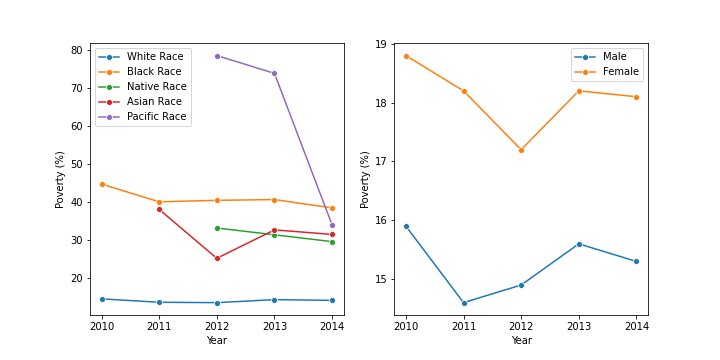 80
70
60
50
40
30
20
Poverty (%)
White Race
Black Race
Native Race
Asian Race
Pacific Race
2010 2011 2012 2013 2014
Year
19
18
17
16
15
Poverty (%)
Male
Female
2010 2011 2012 2013 2014
Year